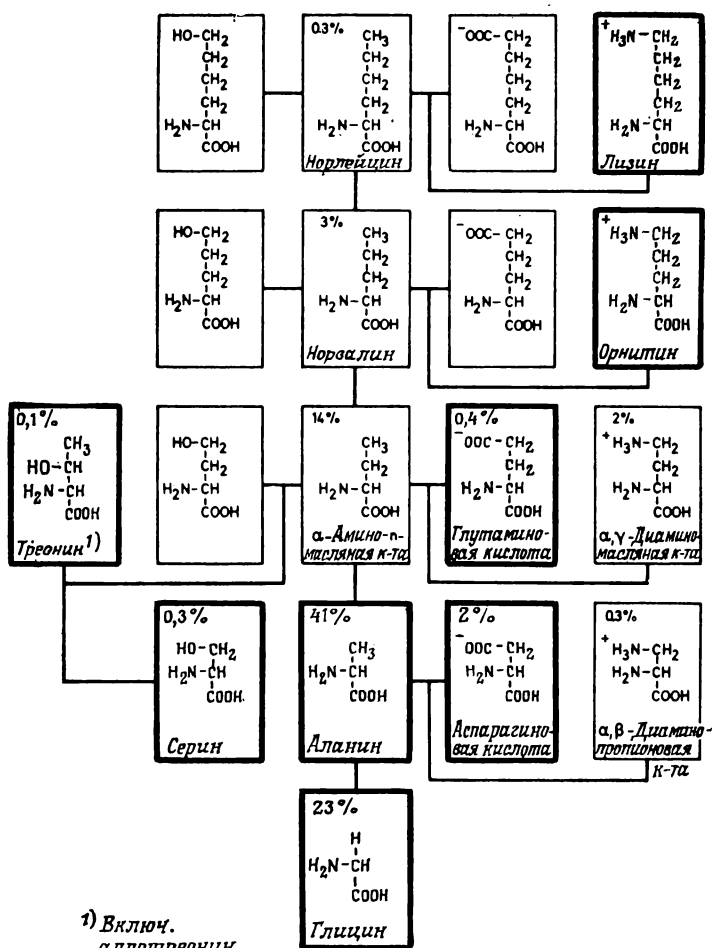 HO-CH2
CH2
CH2
CH2
H2N-CH
COOH
0.3%
CH3
CH2
CH2
CH2
H2N-CH
COOH
Норлейцин
-OOC-CH2
CH2
CH2
CH2
H2N-CH
COOH
+H3N-CH2
CH2
CH2
CH2
H2N-CH
COOH
Лизин
HO-CH2
CH2
CH2
H2N-CH
COOH
3%
CH3
CH2
CH2
H2N-CH
COOH
Норвалин
-OOC-CH2
CH2
CH2
H2N-CH
COOH
+H3N-CH2
CH2
CH2
H2N-CH
COOH
Орнитин
0,1%
CH3
HO-CH
H2N-CH
COOH
Треонин1)
HO-CH2
CH2
H2N-CH
COOH
14%
CH3
CH2
H2N-CH
COOH
α-Амино-n-
масляная к-та
0,4%
-OOC-CH2
CH2
H2N-CH
COOH
Глутамино-
вая кислота
2%
+H3N-CH2
CH2
H2N-CH
COOH
α,γ-Диамино-
масляная к-та
0,3%
HO-CH2
H2N-CH
COOH
Серин
41%
CH3
H2N-CH
COOH
Аланин
2%
-OOC-CH2
H2N-CH
COOH
Аспарагино-
вая кислота
0.3%
+H3N-CH2
H2N-CH
COOH
α,β-Диамино-
пропионовая
к-та
23%
H
H2N-CH
COOH
Глицин
1) Включ.
аллотреонин